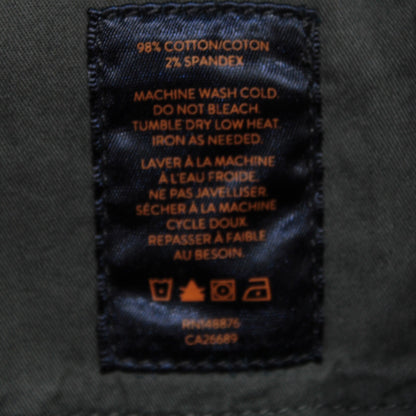 98% COTTON/COTON
2% SPANDEX
MACHINE WASH COLD.
DO NOT BLEACH.
TUMBLE DRY LOW HEAT.
IRON AS NEEDED.
LAVER À LA MACHINE
À L'EAU FROIDE.
NE PAS JAVELLISER.
SÉCHER À LA MACHINE
CYCLE DOUX.
REPASSER À FAIBLE
AU BESOIN.
RN148876
CA26689